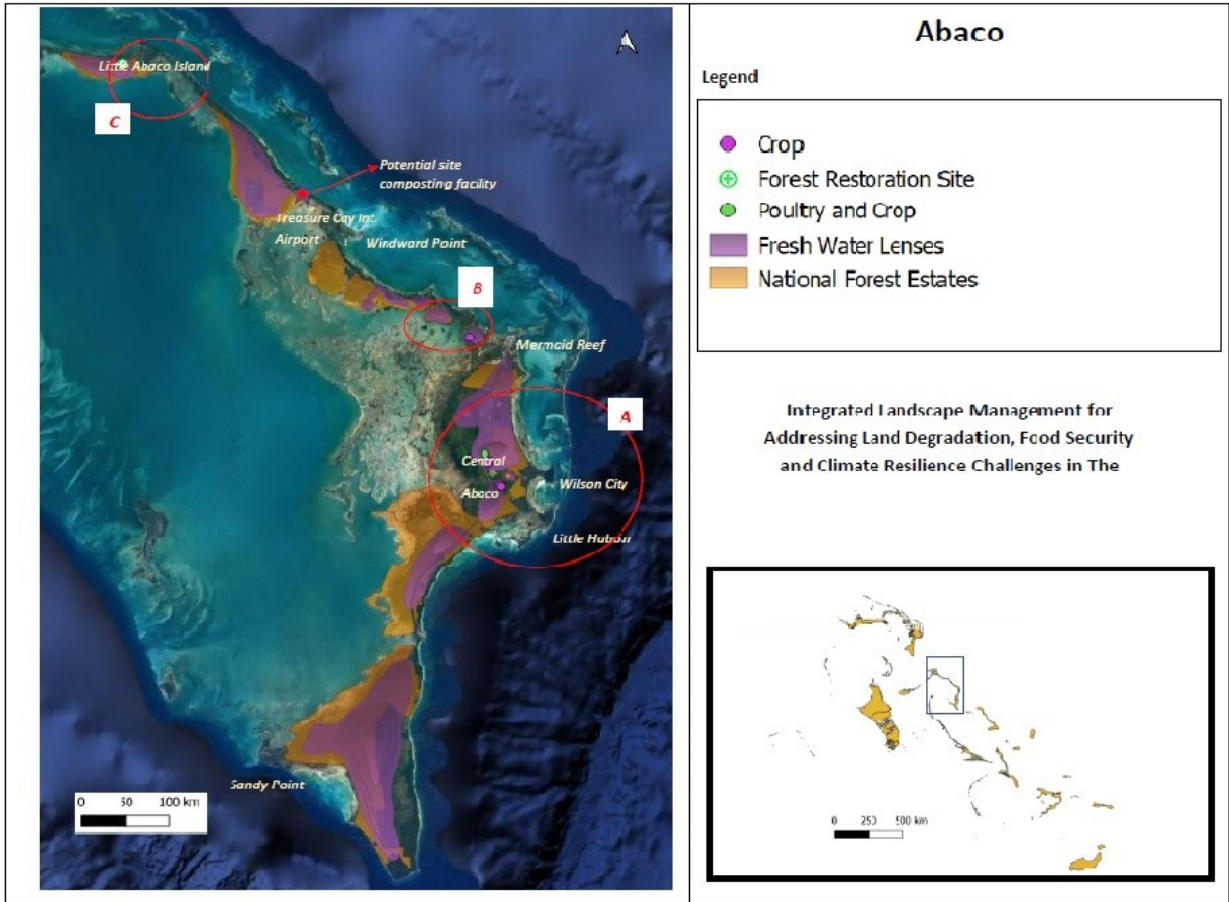 Abaco
Legend
Crop
Forest Restoration Site
Poultry and Crop
Fresh Water Lenses
National Forest Estates
Integrated Landscape Management for
Addressing Land Degradation, Food Security
and Climate Resilience Challenges in The
Little Abaco Island
C
Potential site
composting facility
Treasure Cay Int.
Airport
Windward Point
B
Mermaid Reef
A
Central
Abaco
Wilson City
Little Hubour
Sandy Point
0 50 100 km
0 253 500 km